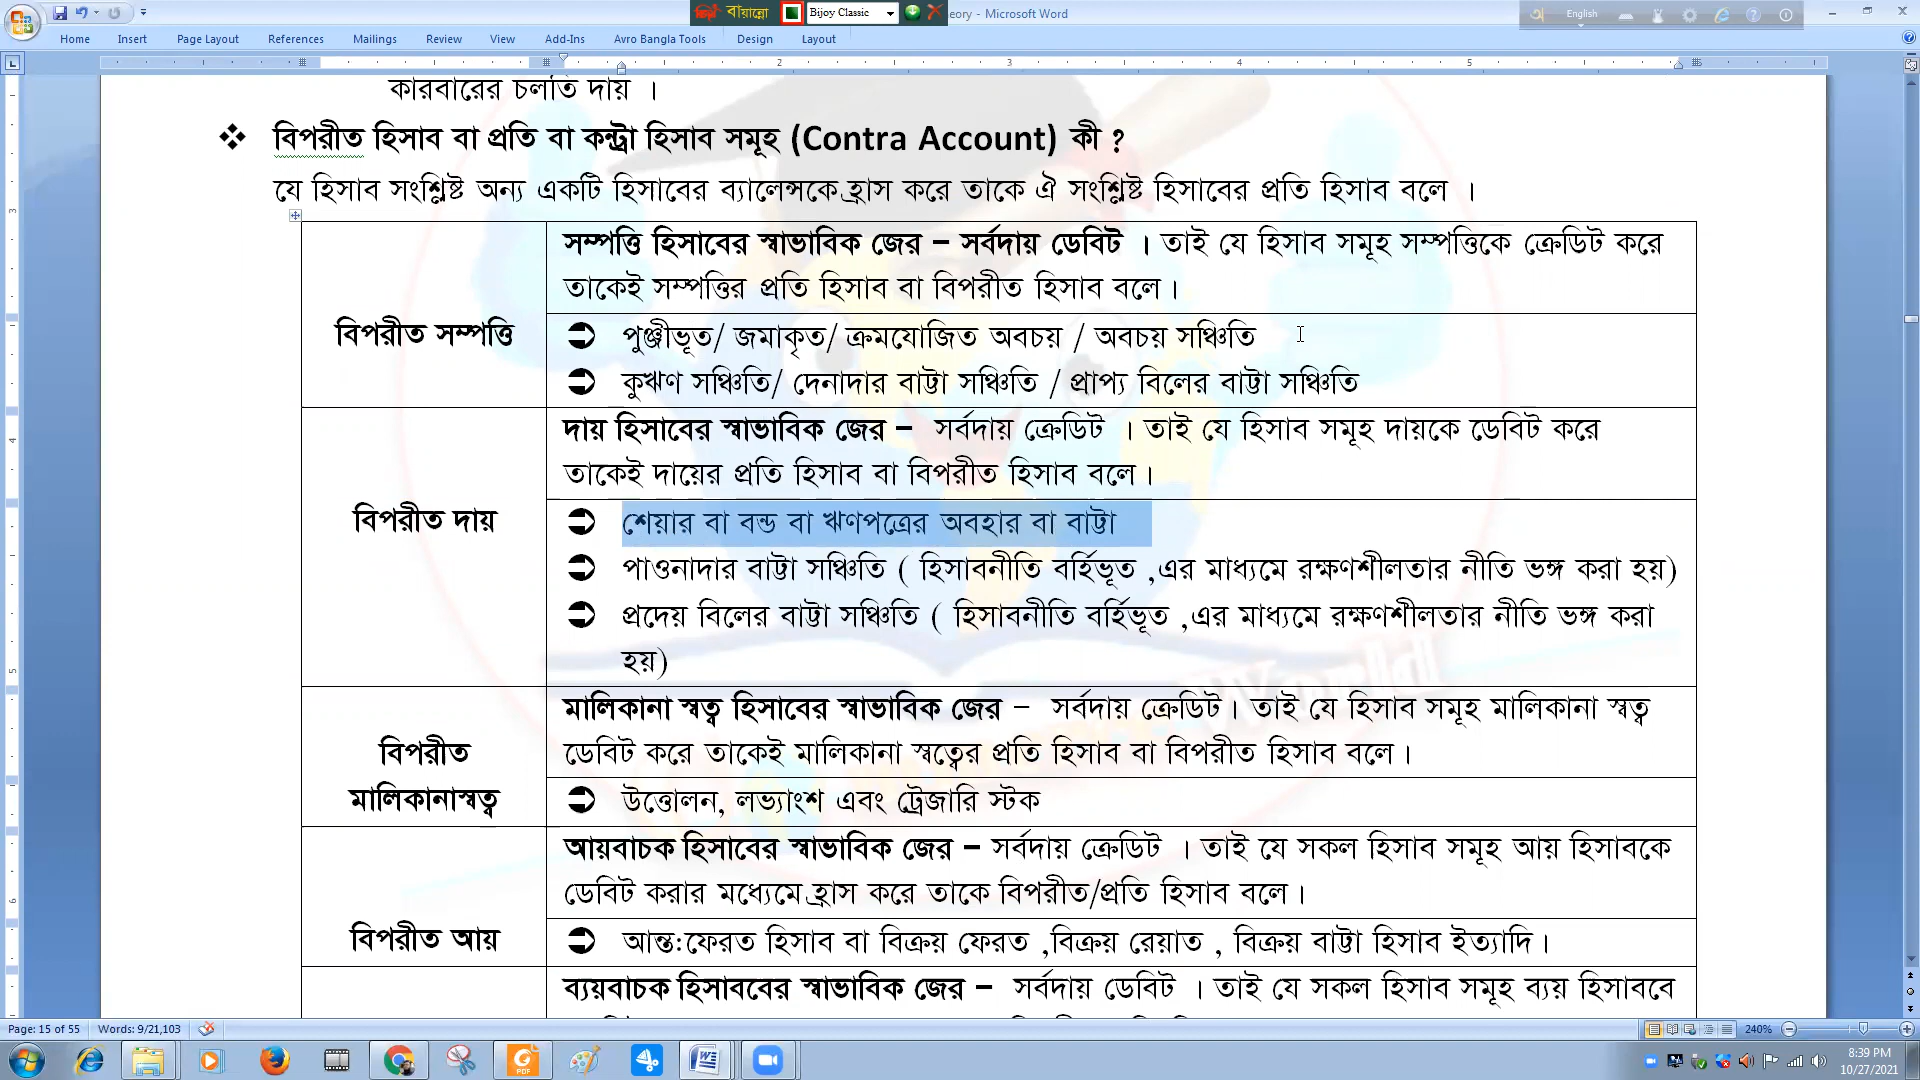 বায়ান্নো
Bijoy Classic
eory - Microsoft Word
English
Home Insert Page Layout References Mailings Review View Add-Ins Avro Bangla Tools Design Layout
2 3 4 5
কারবারের চলতি দায় ।
❖ বিপরীত হিসাব বা প্রতি বা কন্ট্রা হিসাব সমূহ (Contra Account) কী ?
যে হিসাব সংশ্লিষ্ট অন্য একটি হিসাবের ব্যালেন্সকে হ্রাস করে তাকে ঐ সংশ্লিষ্ট হিসাবের প্রতি হিসাব বলে ।
বিপরীত সম্পত্তি
সম্পত্তি হিসাবের স্বাভাবিক জের – সর্বদায় ডেবিট । তাই যে হিসাব সমূহ সম্পত্তিকে ক্রেডিট করে
তাকেই সম্পত্তির প্রতি হিসাব বা বিপরীত হিসাব বলে।
➲ পুঞ্জীভূত/ জমাকৃত/ ক্রমযোজিত অবচয় / অবচয় সঞ্চিতি
➲ কুঋণ সঞ্চিতি/ দেনাদার বাট্টা সঞ্চিতি / প্রাপ্য বিলের বাট্টা সঞ্চিতি
বিপরীত দায়
দায় হিসাবের স্বাভাবিক জের – সর্বদায় ক্রেডিট । তাই যে হিসাব সমূহ দায়কে ডেবিট করে
তাকেই দায়ের প্রতি হিসাব বা বিপরীত হিসাব বলে।
➲ শেয়ার বা বন্ড বা ঋণপত্রের অবহার বা বাট্টা
➲ পাওনাদার বাট্টা সঞ্চিতি ( হিসাবনীতি বর্হিভূত ,এর মাধ্যমে রক্ষণশীলতার নীতি ভঙ্গ করা হয়)
➲ প্রদেয় বিলের বাট্টা সঞ্চিতি ( হিসাবনীতি বর্হিভূত ,এর মাধ্যমে রক্ষণশীলতার নীতি ভঙ্গ করা
হয়)
বিপরীত
মালিকানাস্বত্ব
মালিকানা স্বত্ব হিসাবের স্বাভাবিক জের – সর্বদায় ক্রেডিট। তাই যে হিসাব সমূহ মালিকানা স্বত্ব
ডেবিট করে তাকেই মালিকানা স্বত্বের প্রতি হিসাব বা বিপরীত হিসাব বলে।
➲ উত্তোলন, লভ্যাংশ এবং ট্রেজারি স্টক
বিপরীত আয়
আয়বাচক হিসাবের স্বাভাবিক জের – সর্বদায় ক্রেডিট । তাই যে সকল হিসাব সমূহ আয় হিসাবকে
ডেবিট করার মধ্যেমে হ্রাস করে তাকে বিপরীত/প্রতি হিসাব বলে।
➲ আন্ত:ফেরত হিসাব বা বিক্রয় ফেরত ,বিক্রয় রেয়াত , বিক্রয় বাট্টা হিসাব ইত্যাদি।
ব্যয়বাচক হিসাববের স্বাভাবিক জের – সর্বদায় ডেবিট । তাই যে সকল হিসাব সমূহ ব্যয় হিসাববে
Page: 15 of 55 Words: 9/21,103 240%
8:39 PM
10/27/2021